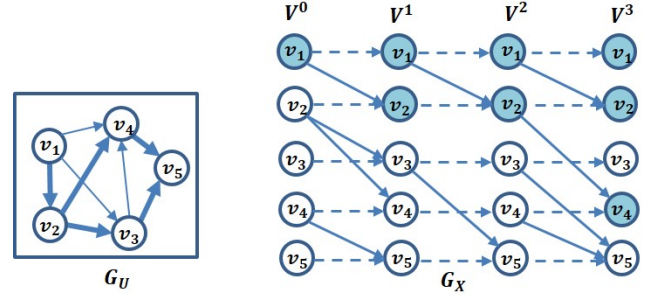 V⁰ V¹ V² V³
v₁ v₁ v₁ v₁
v₂ v₂ v₂ v₂
v₃ v₃ v₃ v₃
v₄ v₄ v₄ v₄
v₅ v₅ v₅ v₅
G_X
v₄
v₁
v₅
v₂
v₃
G_U